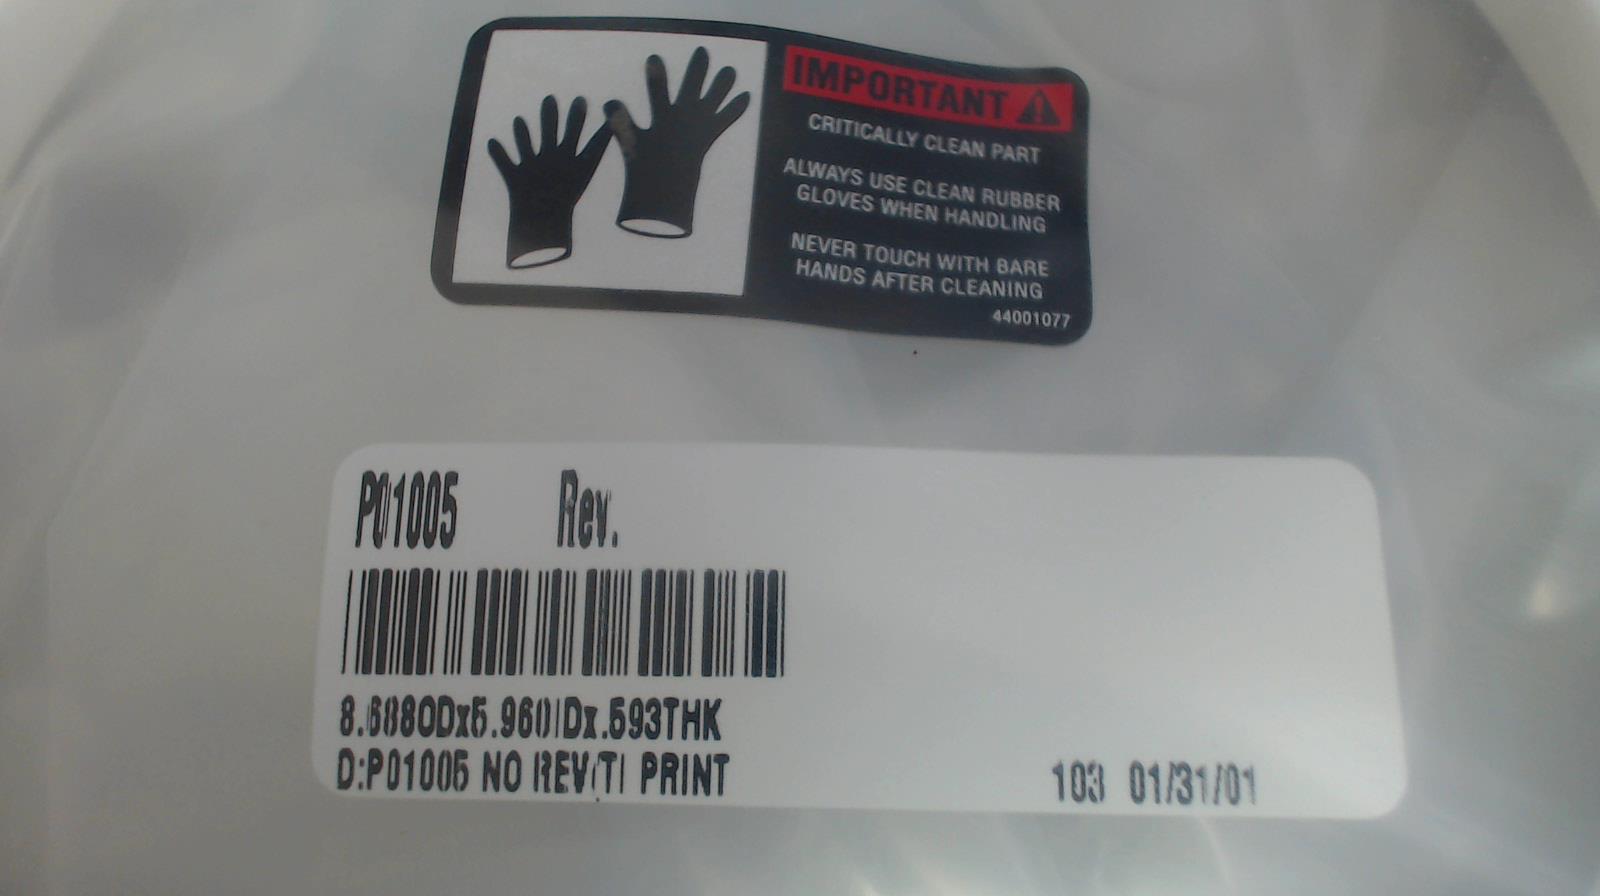 IMPORTANT
CRITICALLY CLEAN PART
ALWAYS USE CLEAN RUBBER
GLOVES WHEN HANDLING
NEVER TOUCH WITH BARE
HANDS AFTER CLEANING
44001077
P01005 Rev.
8.688ODx5.960IDx.593THK
D:P01005 NO REV(TI PRINT
103 01/31/01